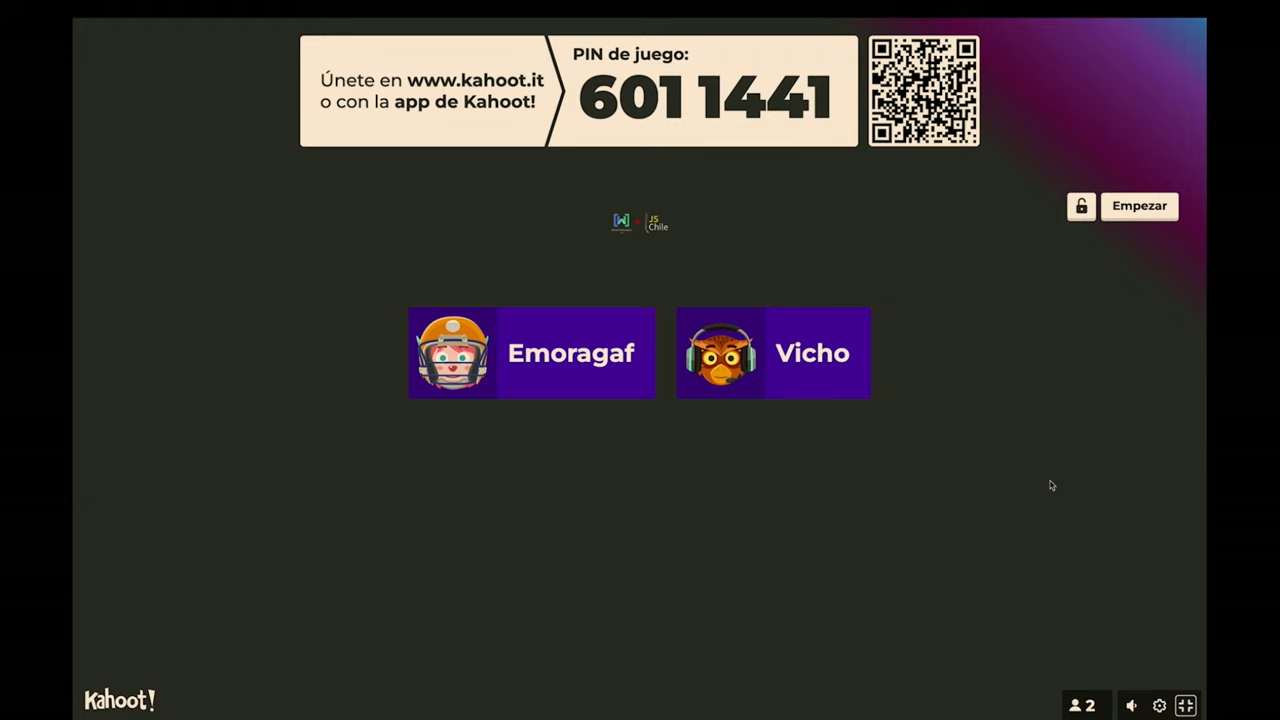 Únete en www.kahoot.it
o con la app de Kahoot!
PIN de juego:
601 1441
Empezar
JS
Chile
Emoragaf
Vicho
Kahoot!
2